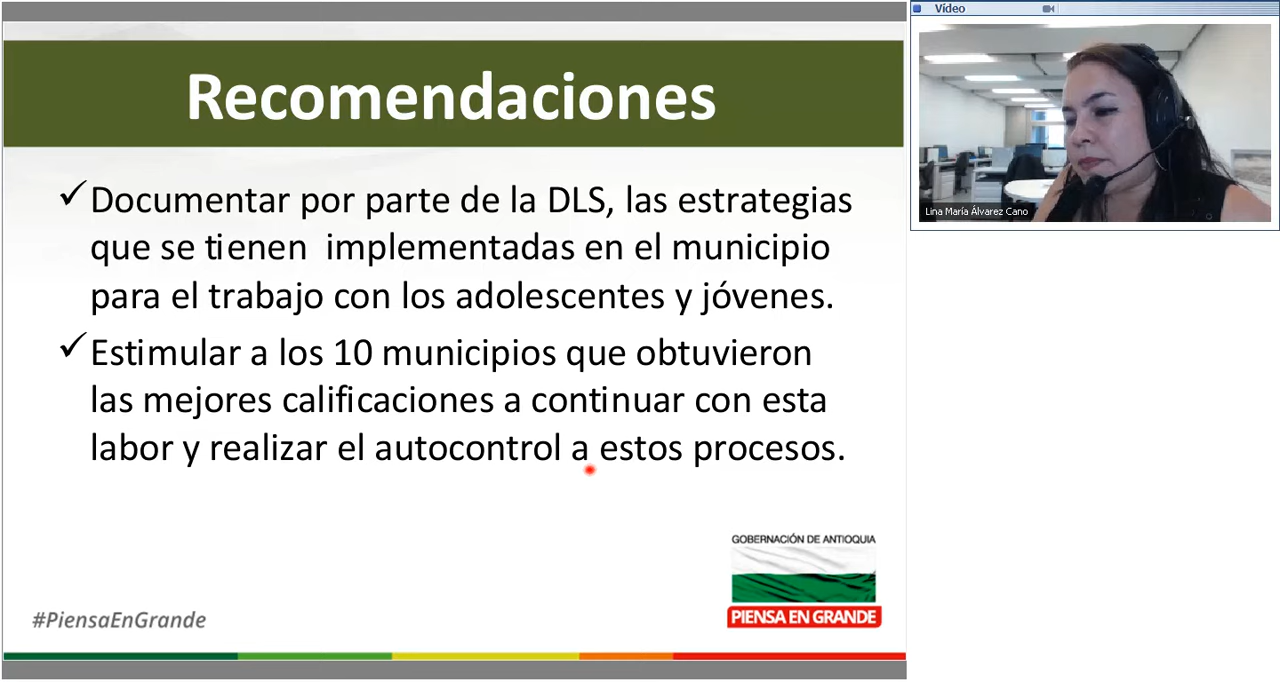 Recomendaciones
✓Documentar por parte de la DLS, las estrategias
que se tienen implementadas en el municipio
para el trabajo con los adolescentes y jóvenes.
✓Estimular a los 10 municipios que obtuvieron
las mejores calificaciones a continuar con esta
labor y realizar el autocontrol a estos procesos.
GOBERNACIÓN DE ANTIOQUIA
PIENSA EN GRANDE
#PiensaEnGrande
Vídeo
Lina María Álvarez Cano